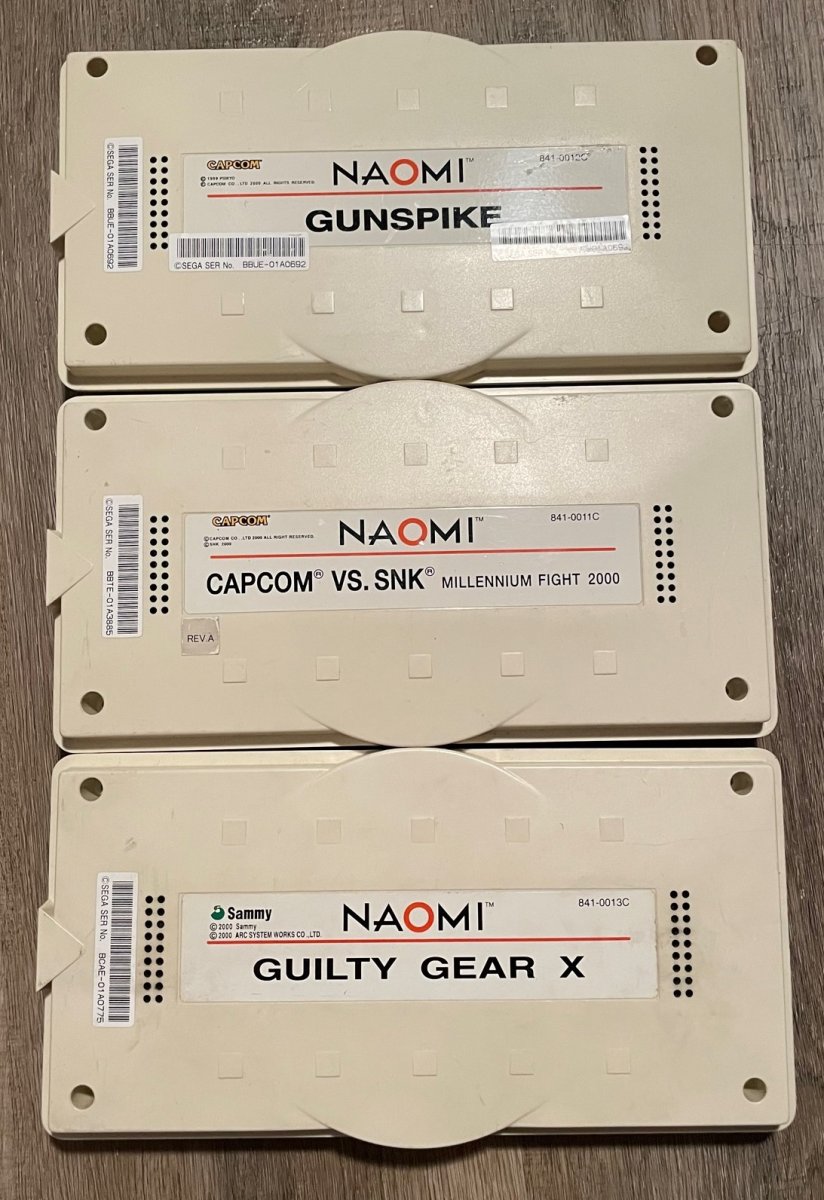 CAPCOM
NAOMI™
841-0012C
© 1999 PSIKYO
© CAPCOM CO.,LTD 2000 ALL RIGHTS RESERVED.
GUNSPIKE
©SEGA SER No. BBUE-01A0692
©SEGA SER No. BBUE-01A0692
CAPCOM
NAOMI™
841-0011C
©CAPCOM CO.,LTD 2000 ALL RIGHT RESERVED.
©SNK 2000
CAPCOM® VS. SNK® MILLENNIUM FIGHT 2000
REV.A
©SEGA SER No. BBTE-01A3885
Sammy
NAOMI™
841-0013C
© 2000 Sammy
© 2000 ARC SYSTEM WORKS CO.,LTD.
GUILTY GEAR X
©SEGA SER No. BCAE-01A0775